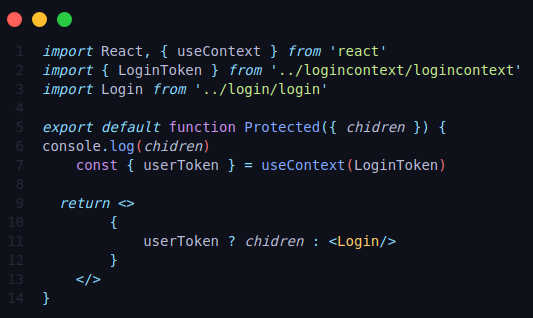 1 import React, { useContext } from 'react'
2 import { LoginToken } from '../logincontext/logincontext'
3 import Login from '../login/login'
4
5 export default function Protected({ chidren }) {
6 console.log(chidren)
7     const { userToken } = useContext(LoginToken)
8
9   return <>
10         {
11             userToken ? chidren : <Login/>
12         }
13     </>
14 }